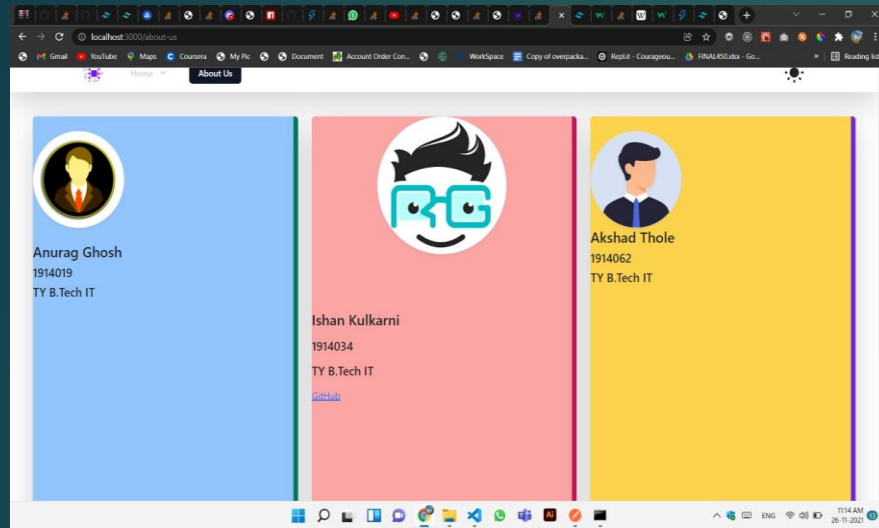 localhost:3000/about-us
Gmail
YouTube
Maps
Coursera
My Pic
Document
Account Order Con...
WorkSpace
Copy of overpacka...
Replit - Courageou...
FINAL450.xlsx - Go...
»
Reading list
Home
About Us
Anurag Ghosh
1914019
TY B.Tech IT
Ishan Kulkarni
1914034
TY B.Tech IT
GitHub
Akshad Thole
1914062
TY B.Tech IT
ENG
11:14 AM
26-11-2021